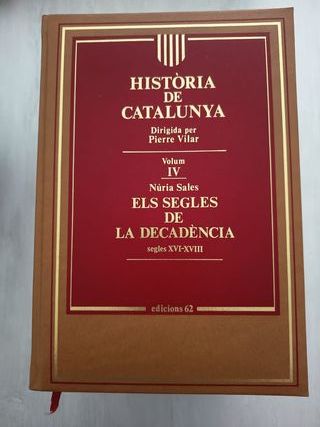 HISTÒRIA
DE
CATALUNYA
Dirigida per
Pierre Vilar
Volum
IV
Núria Sales
ELS SEGLES
DE
LA DECADÈNCIA
segles XVI-XVIII
edicions 62